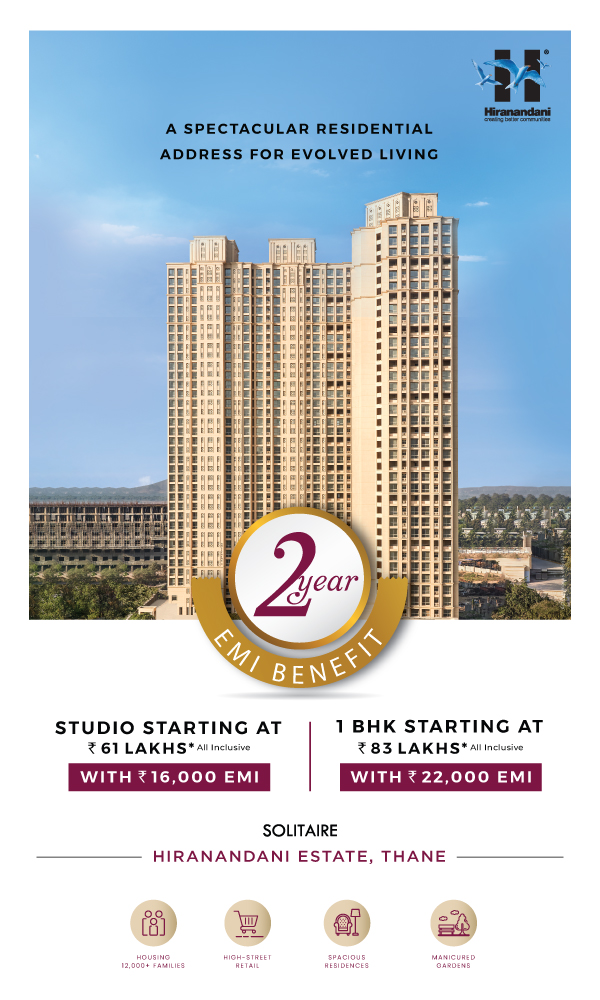 H®
Hiranandani
creating better communities
A SPECTACULAR RESIDENTIAL
ADDRESS FOR EVOLVED LIVING
2 year
EMI BENEFIT
STUDIO STARTING AT
₹ 61 LAKHS* All Inclusive
WITH ₹ 16,000 EMI
1 BHK STARTING AT
₹ 83 LAKHS* All Inclusive
WITH ₹ 22,000 EMI
SOLITAIRE
HIRANANDANI ESTATE, THANE
HOUSING
12,000+ FAMILIES
HIGH-STREET
RETAIL
SPACIOUS
RESIDENCES
MANICURED
GARDENS